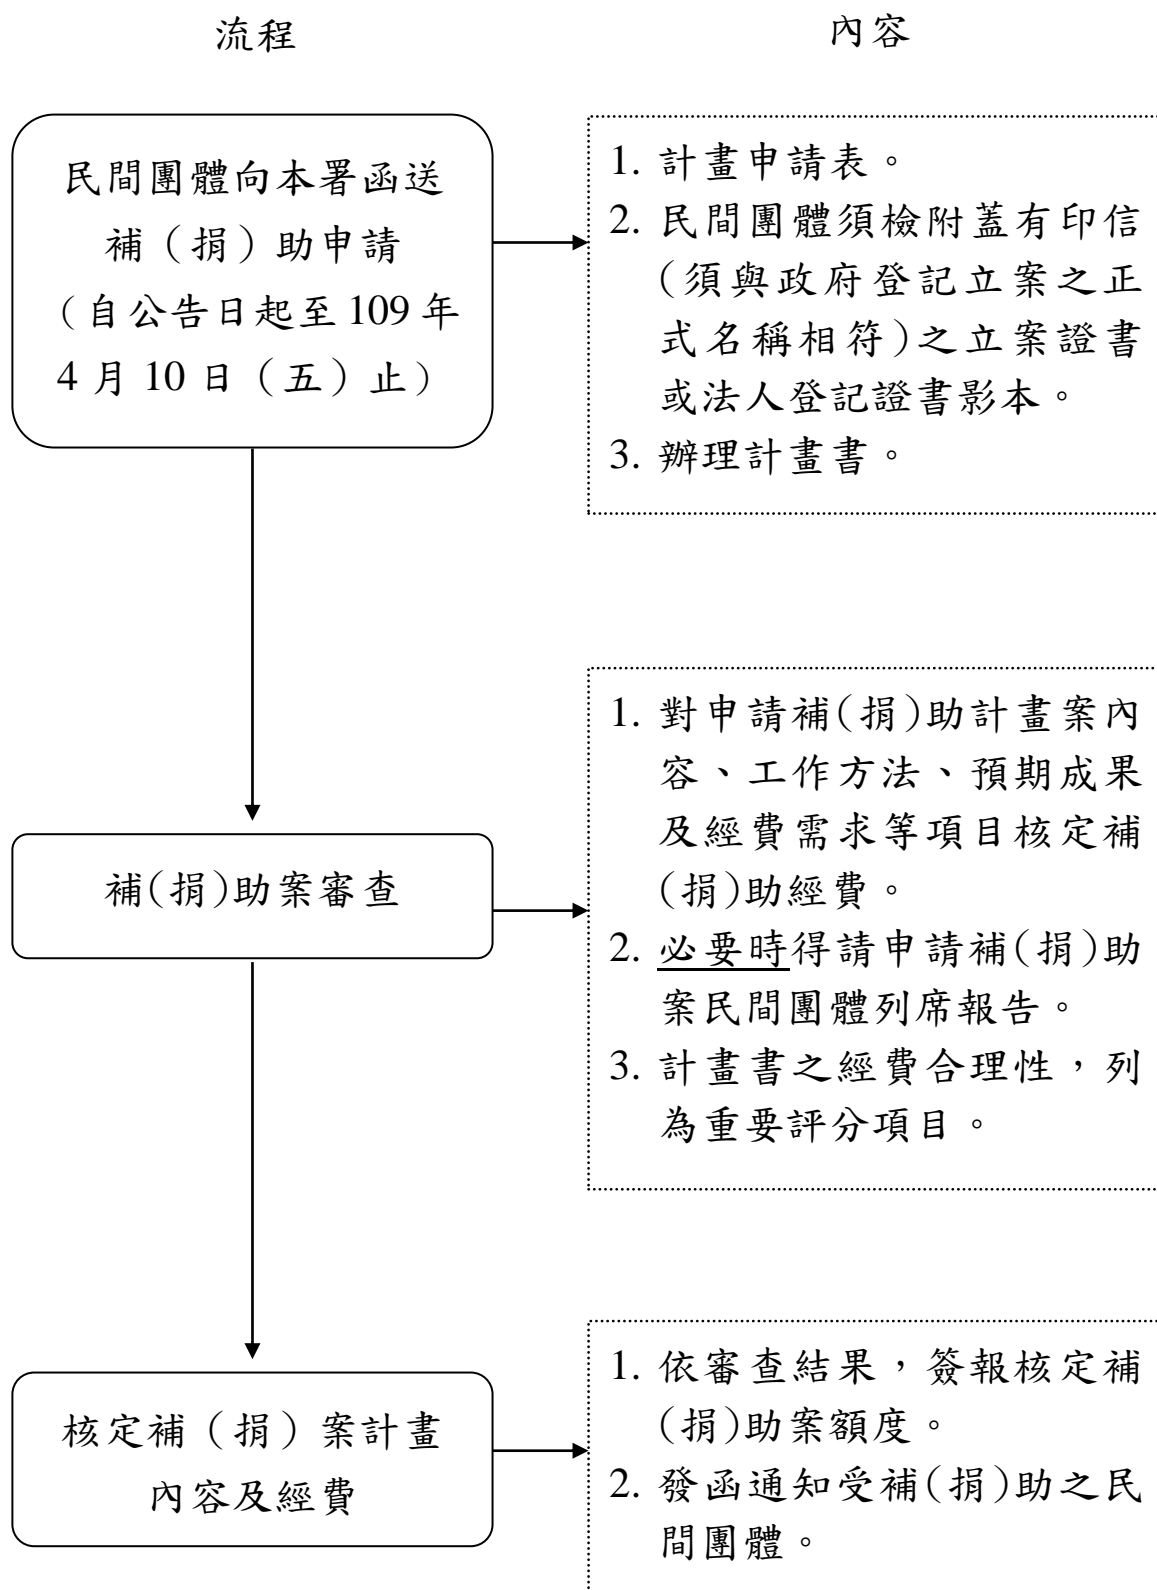 流程
內容
民間團體向本署函送
補（捐）助申請
（自公告日起至 109 年
4 月 10 日（五）止）
1. 計畫申請表。
2. 民間團體須檢附蓋有印信
(須與政府登記立案之正
式名稱相符)之立案證書
或法人登記證書影本。
3. 辦理計畫書。
補(捐)助案審查
1. 對申請補(捐)助計畫案內
容、工作方法、預期成果
及經費需求等項目核定補
(捐)助經費。
2. 必要時得請申請補(捐)助
案民間團體列席報告。
3. 計畫書之經費合理性，列
為重要評分項目。
核定補（捐）案計畫
內容及經費
1. 依審查結果，簽報核定補
(捐)助案額度。
2. 發函通知受補(捐)助之民
間團體。